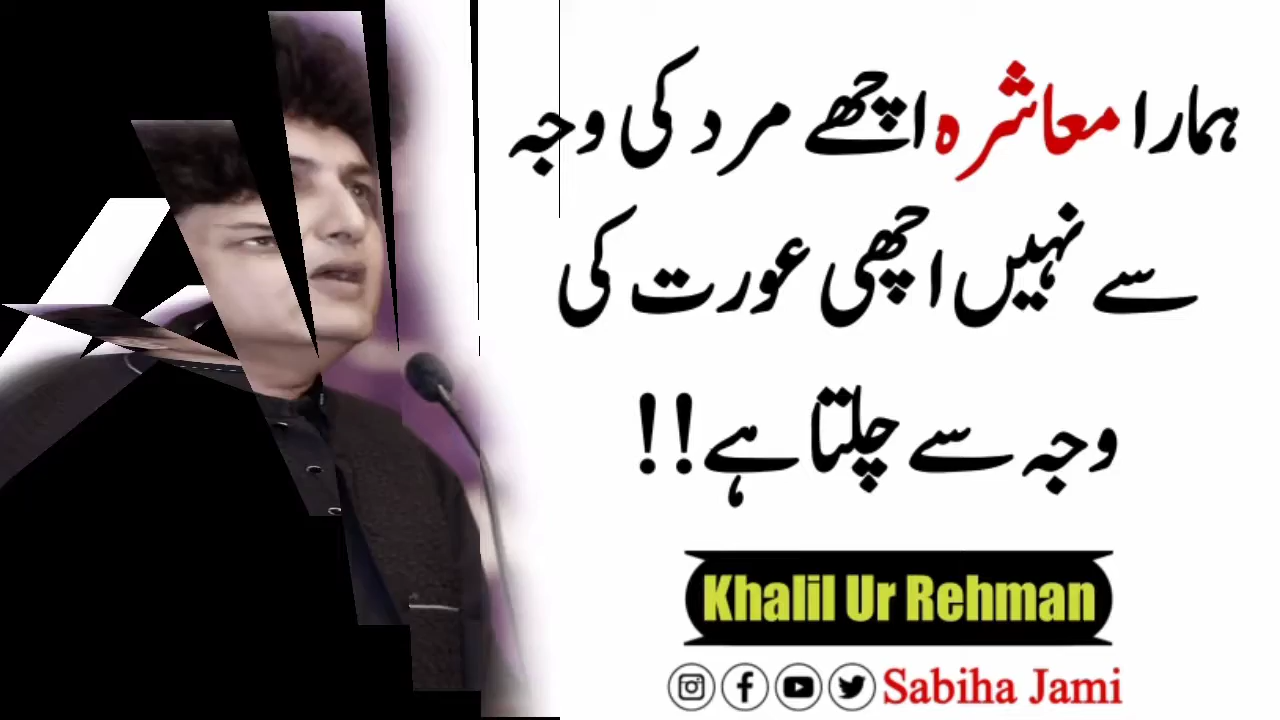 ہمارا معاشرہ اچھے مرد کی وجہ
سے نہیں اچھی عورت کی
وجہ سے چلتا ہے!!
Khalil Ur Rehman
Sabiha Jami